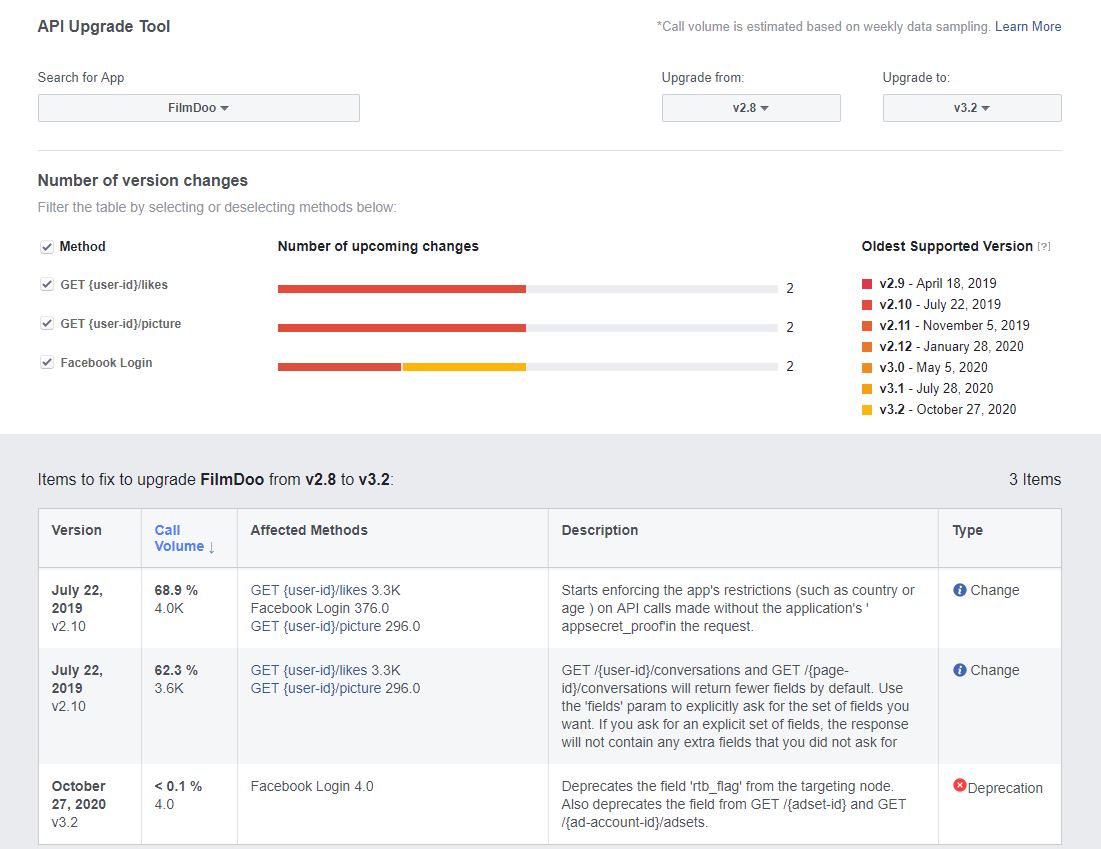 API Upgrade Tool
*Call volume is estimated based on weekly data sampling. Learn More
Search for App
Upgrade from:
Upgrade to:
FilmDoo
v2.8
v3.2
Number of version changes
Filter the table by selecting or deselecting methods below:
Method
Number of upcoming changes
Oldest Supported Version [?]
GET {user-id}/likes
2
GET {user-id}/picture
2
Facebook Login
2
v2.9 - April 18, 2019
v2.10 - July 22, 2019
v2.11 - November 5, 2019
v2.12 - January 28, 2020
v3.0 - May 5, 2020
v3.1 - July 28, 2020
v3.2 - October 27, 2020
Items to fix to upgrade FilmDoo from v2.8 to v3.2:
3 Items
Version
Call
Volume ↓
Affected Methods
Description
Type
July 22,
2019
v2.10
68.9 %
4.0K
GET {user-id}/likes 3.3K
Facebook Login 376.0
GET {user-id}/picture 296.0
Starts enforcing the app's restrictions (such as country or
age ) on API calls made without the application's '
appsecret_proof'in the request.
Change
July 22,
2019
v2.10
62.3 %
3.6K
GET {user-id}/likes 3.3K
GET {user-id}/picture 296.0
GET /{user-id}/conversations and GET /{page-
id}/conversations will return fewer fields by default. Use
the 'fields' param to explicitly ask for the set of fields you
want. If you ask for an explicit set of fields, the response
will not contain any extra fields that you did not ask for
Change
October
27, 2020
v3.2
< 0.1 %
4.0
Facebook Login 4.0
Deprecates the field 'rtb_flag' from the targeting node.
Also deprecates the field from GET /{adset-id} and GET
/{ad-account-id}/adsets.
Deprecation